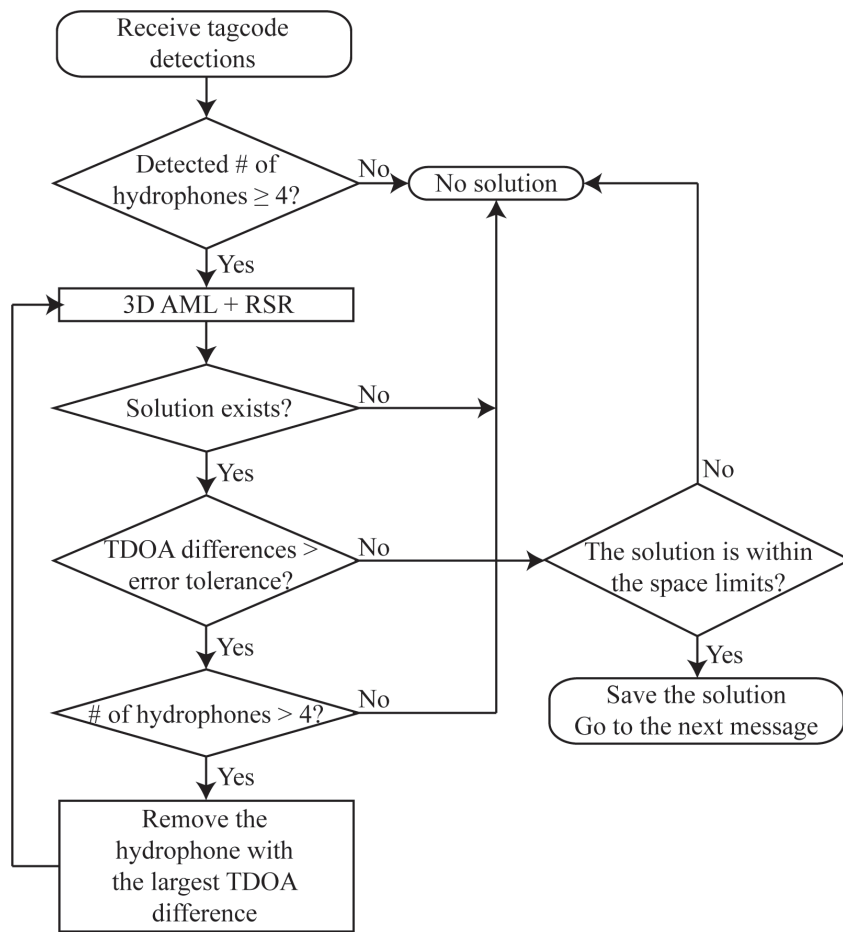 Receive tagcode
detections
Detected # of
hydrophones ≥ 4?
No
No solution
Yes
3D AML + RSR
Solution exists?
No
Yes
TDOA differences >
error tolerance?
No
No
The solution is within
the space limits?
Yes
Yes
# of hydrophones > 4?
No
Save the solution
Go to the next message
Yes
Remove the
hydrophone with
the largest TDOA
difference